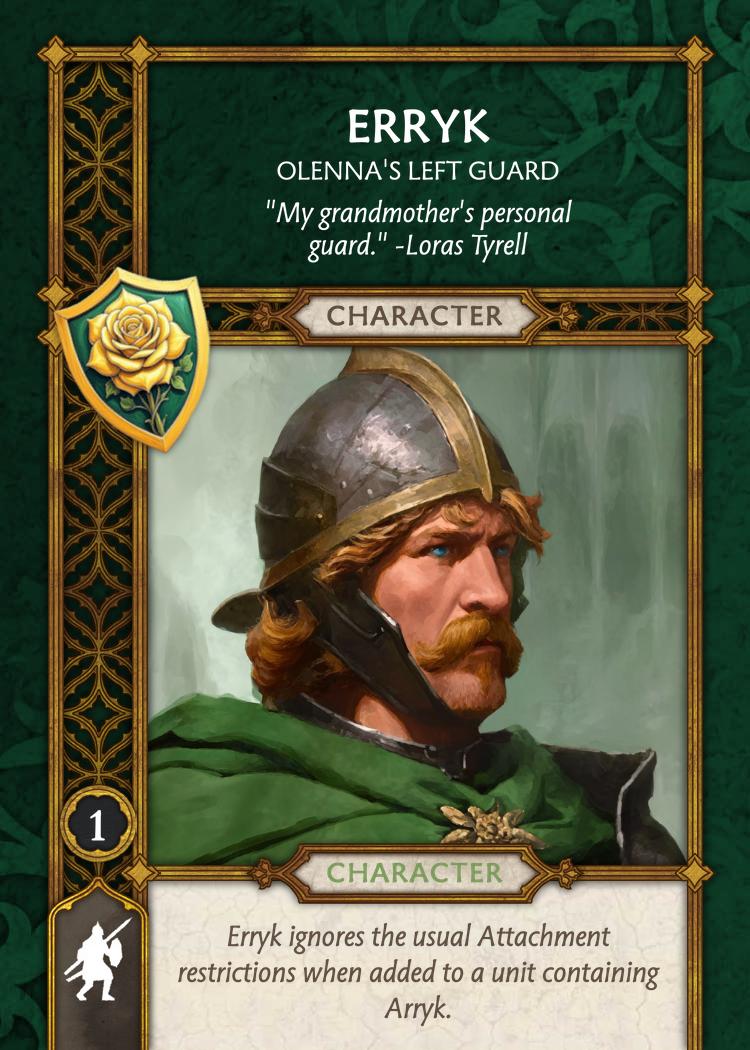 ERRYK
OLENNA'S LEFT GUARD
"My grandmother's personal
guard." -Loras Tyrell
CHARACTER
1
CHARACTER
Erryk ignores the usual Attachment
restrictions when added to a unit containing
Arryk.